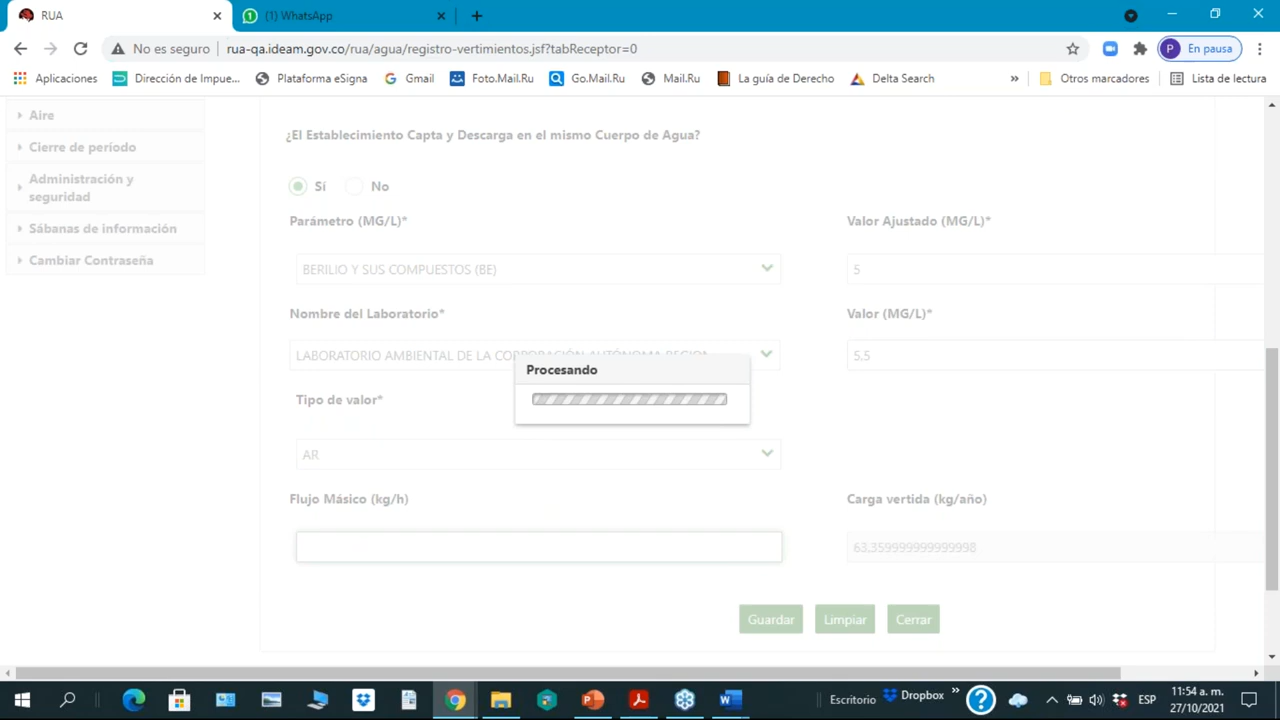 RUA
(1) WhatsApp
No es seguro
rua-qa.ideam.gov.co/rua/agua/registro-vertimientos.jsf?tabReceptor=0
P En pausa
Aplicaciones
Dirección de Impue...
Plataforma eSigna
Gmail
Foto.Mail.Ru
Go.Mail.Ru
Mail.Ru
La guía de Derecho
Delta Search
»
Otros marcadores
Lista de lectura
Aire
Cierre de período
Administración y
seguridad
Sábanas de información
Cambiar Contraseña
¿El Establecimiento Capta y Descarga en el mismo Cuerpo de Agua?
Sí No
Parámetro (MG/L)*
Valor Ajustado (MG/L)*
BERILIO Y SUS COMPUESTOS (BE)
5
Nombre del Laboratorio*
Valor (MG/L)*
LABORATORIO AMBIENTAL DE LA CORPORACIÓN AUTÓNOMA REGION
5,5
Procesando
Tipo de valor*
AR
Flujo Másico (kg/h)
Carga vertida (kg/año)
63,359999999999998
Guardar
Limpiar
Cerrar
Escritorio
Dropbox
»
ESP
11:54 a. m.
27/10/2021